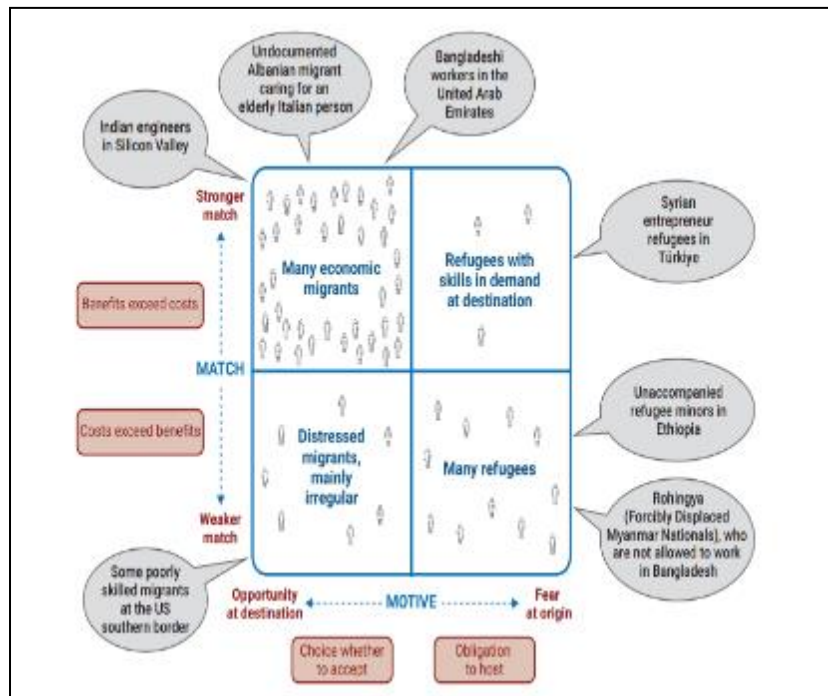 Undocumented
Albanian migrant
caring for an
elderly Italian person
Bangladeshi
workers in the
United Arab
Emirates
Indian engineers
in Silicon Valley
Stronger
match
Many economic
migrants
Refugees with
skills in demand
at destination
Syrian
entrepreneur
refugees in
Türkiye
Benefits exceed costs
MATCH
Costs exceed benefits
Distressed
migrants,
mainly
irregular
Many refugees
Unaccompanied
refugee minors in
Ethiopia
Weaker
match
Rohingya
(Forcibly Displaced
Myanmar Nationals), who
are not allowed to work
in Bangladesh
Some poorly
skilled migrants
at the US
southern border
Opportunity
at destination
MOTIVE
Fear
at origin
Choice whether
to accept
Obligation
to host